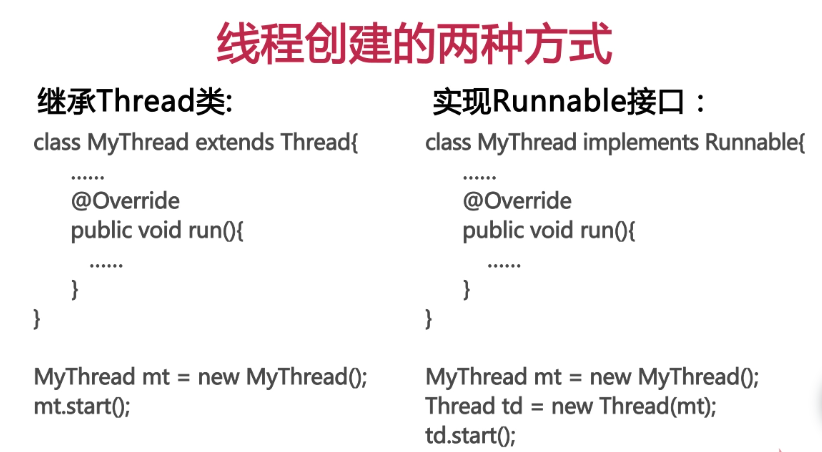 线程创建的两种方式
继承Thread类:
class MyThread extends Thread{
......
@Override
public void run(){
......
}
}
MyThread mt = new MyThread();
mt.start();
实现Runnable接口：
class MyThread implements Runnable{
......
@Override
public void run(){
......
}
}
MyThread mt = new MyThread();
Thread td = new Thread(mt);
td.start();